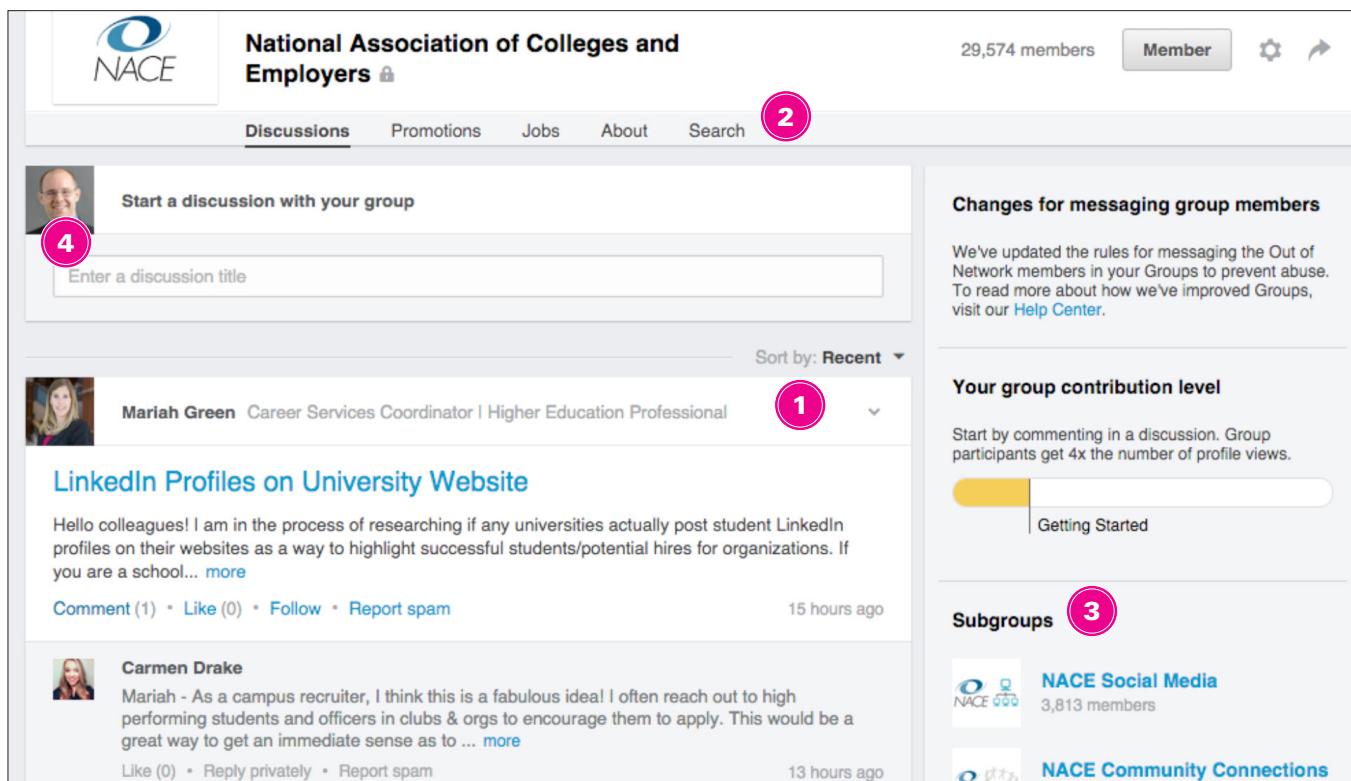 NACE
National Association of Colleges and
Employers
29,574 members
Member
Discussions
Promotions
Jobs
About
Search
2
Start a discussion with your group
4
Enter a discussion title
Sort by: Recent
Mariah Green Career Services Coordinator | Higher Education Professional
1
LinkedIn Profiles on University Website
Hello colleagues! I am in the process of researching if any universities actually post student LinkedIn
profiles on their websites as a way to highlight successful students/potential hires for organizations. If
you are a school... more
Comment (1) • Like (0) • Follow • Report spam
15 hours ago
Carmen Drake
Mariah - As a campus recruiter, I think this is a fabulous idea! I often reach out to high
performing students and officers in clubs & orgs to encourage them to apply. This would be a
great way to get an immediate sense as to ... more
Like (0) • Reply privately • Report spam
13 hours ago
Changes for messaging group members
We've updated the rules for messaging the Out of
Network members in your Groups to prevent abuse.
To read more about how we've improved Groups,
visit our Help Center.
Your group contribution level
Start by commenting in a discussion. Group
participants get 4x the number of profile views.
Getting Started
Subgroups
3
NACE
NACE Social Media
3,813 members
NACE Community Connections